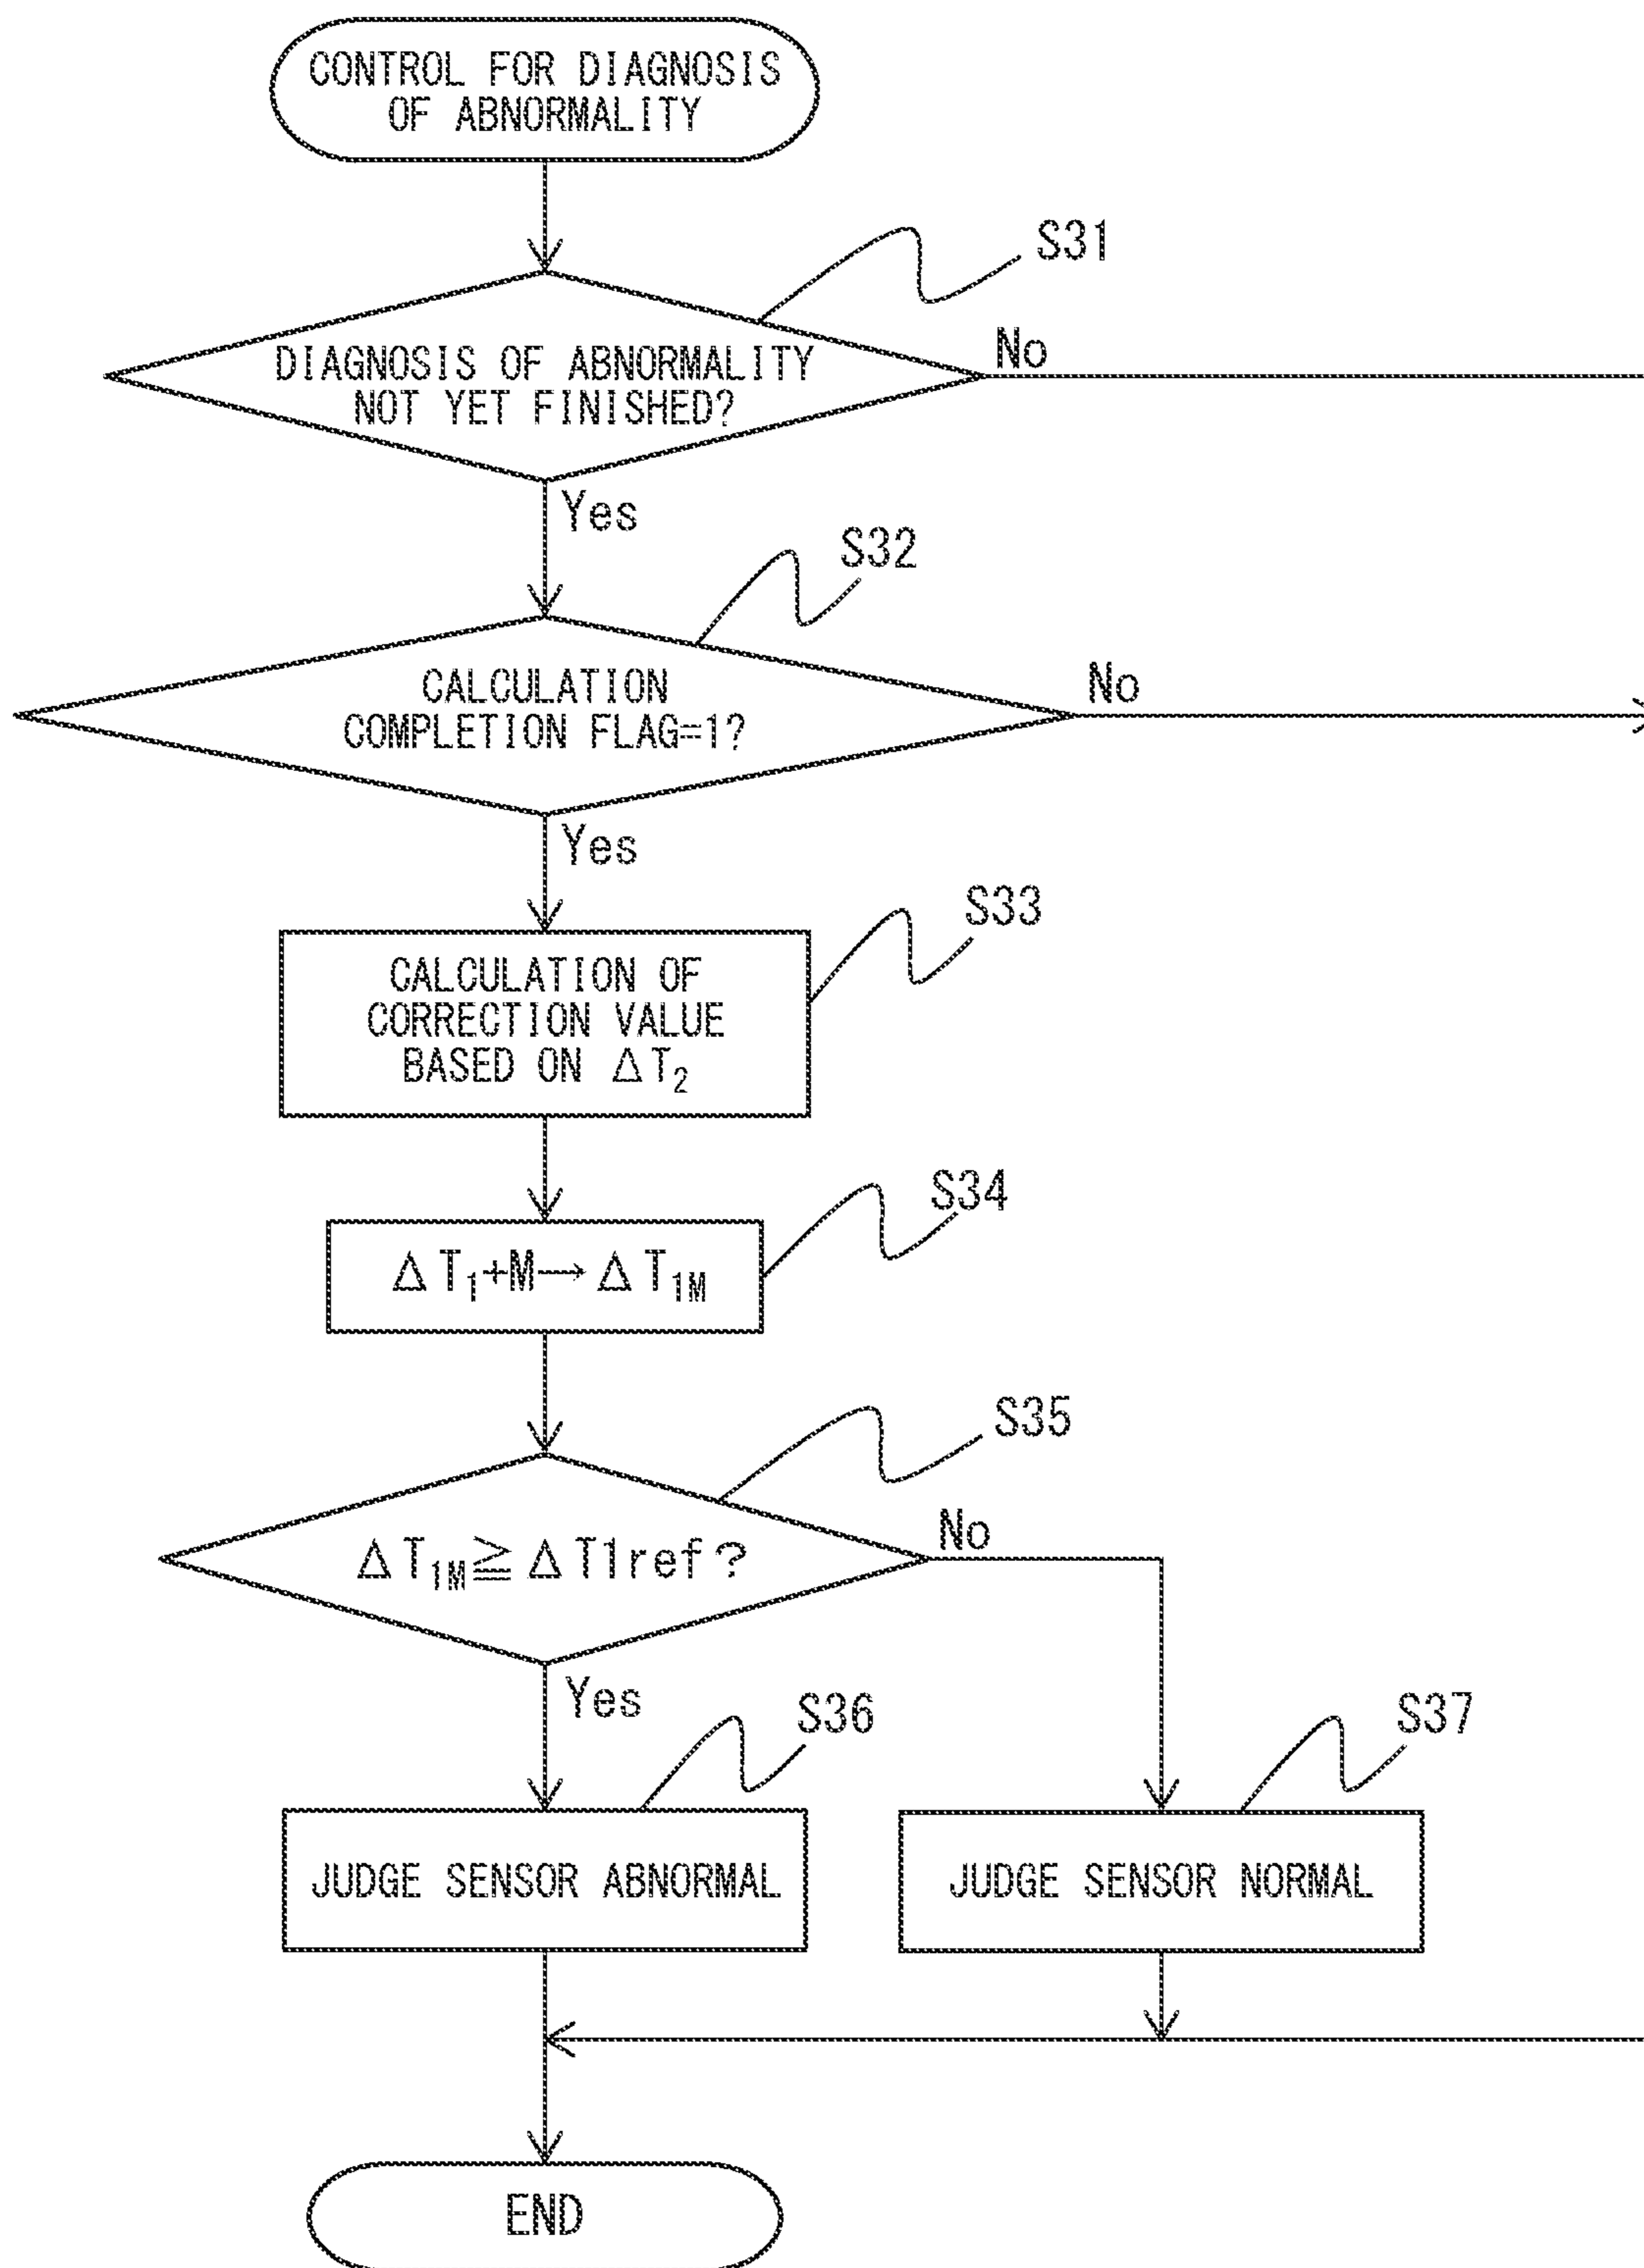 CONTROL FOR DIAGNOSIS
OF ABNORMALITY
S31
DIAGNOSIS OF ABNORMALITY
NOT YET FINISHED?
No
Yes
S32
CALCULATION
COMPLETION FLAG=1?
No
Yes
S33
CALCULATION OF
CORRECTION VALUE
BASED ON ΔT₂
S34
ΔT₁+M→ΔT₁M
S35
ΔT₁M≧ΔT1ref?
No
Yes
S36
S37
JUDGE SENSOR ABNORMAL
JUDGE SENSOR NORMAL
END